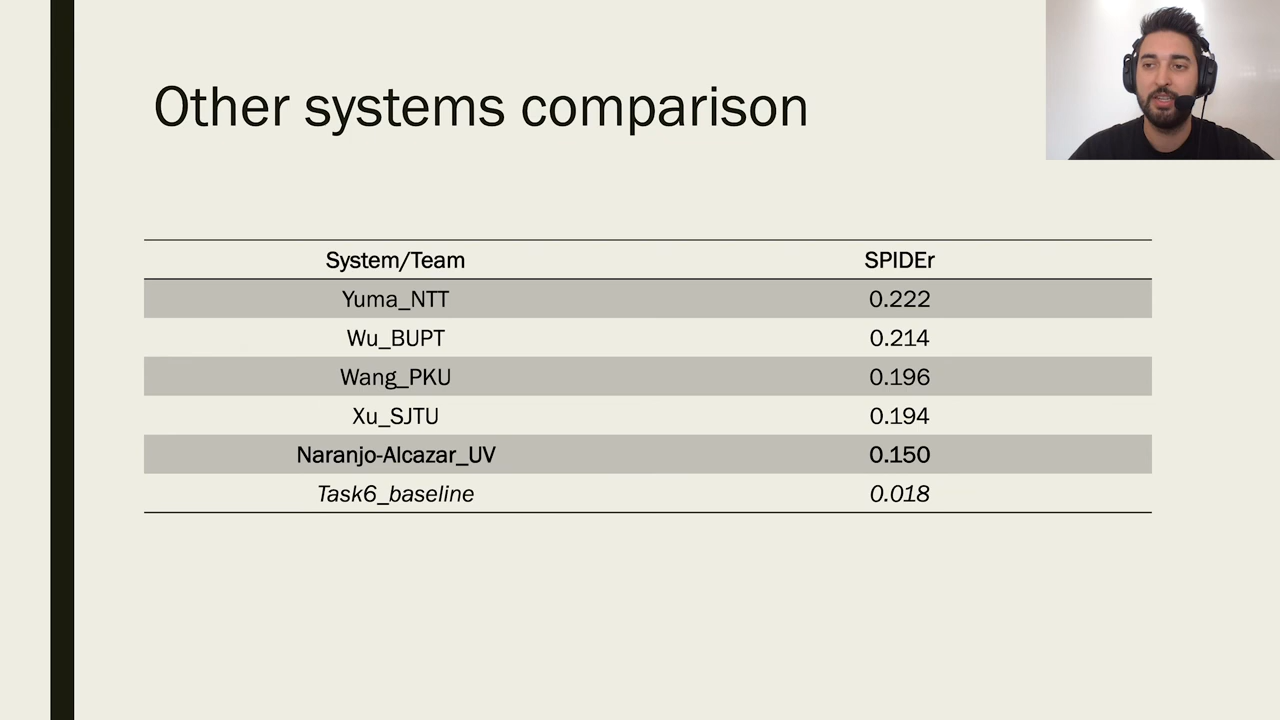 Other systems comparison
System/Team SPIDEr
Yuma_NTT 0.222
Wu_BUPT 0.214
Wang_PKU 0.196
Xu_SJTU 0.194
Naranjo-Alcazar_UV 0.150
Task6_baseline 0.018